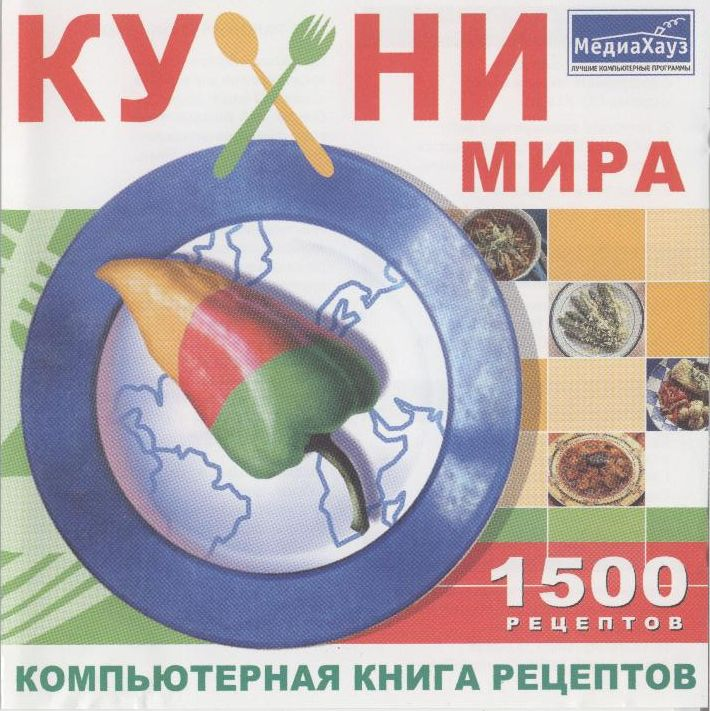 КУХНИ
МИРА
МедиаХауз
ЛУЧШИЕ КОМПЬЮТЕРНЫЕ ПРОГРАММЫ
1500
РЕЦЕПТОВ
КОМПЬЮТЕРНАЯ КНИГА РЕЦЕПТОВ